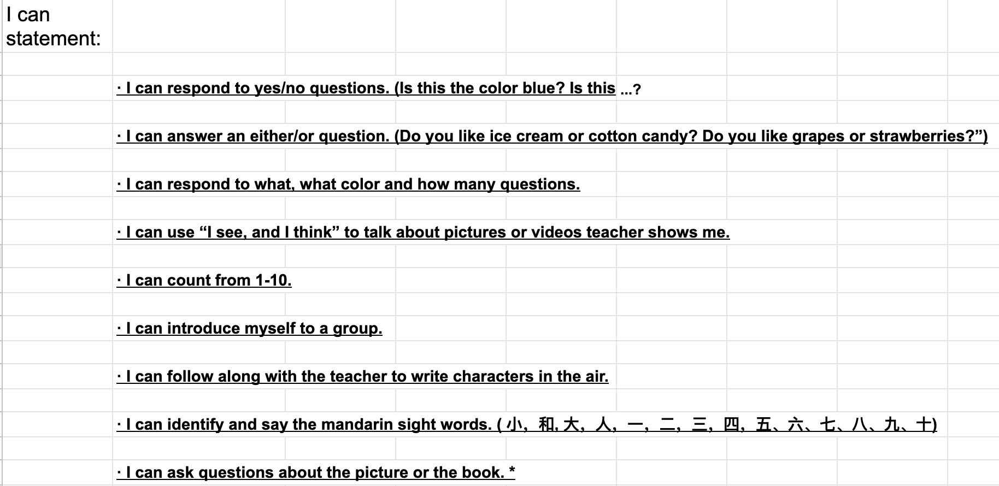 I can
statement:
· I can respond to yes/no questions. (Is this the color blue? Is this ...?
· I can answer an either/or question. (Do you like ice cream or cotton candy? Do you like grapes or strawberries?”)
· I can respond to what, what color and how many questions.
· I can use “I see, and I think” to talk about pictures or videos teacher shows me.
· I can count from 1-10.
· I can introduce myself to a group.
· I can follow along with the teacher to write characters in the air.
· I can identify and say the mandarin sight words. ( 小，和, 大，人，一，二，三，四，五、六、七、八、九、十)
· I can ask questions about the picture or the book. *